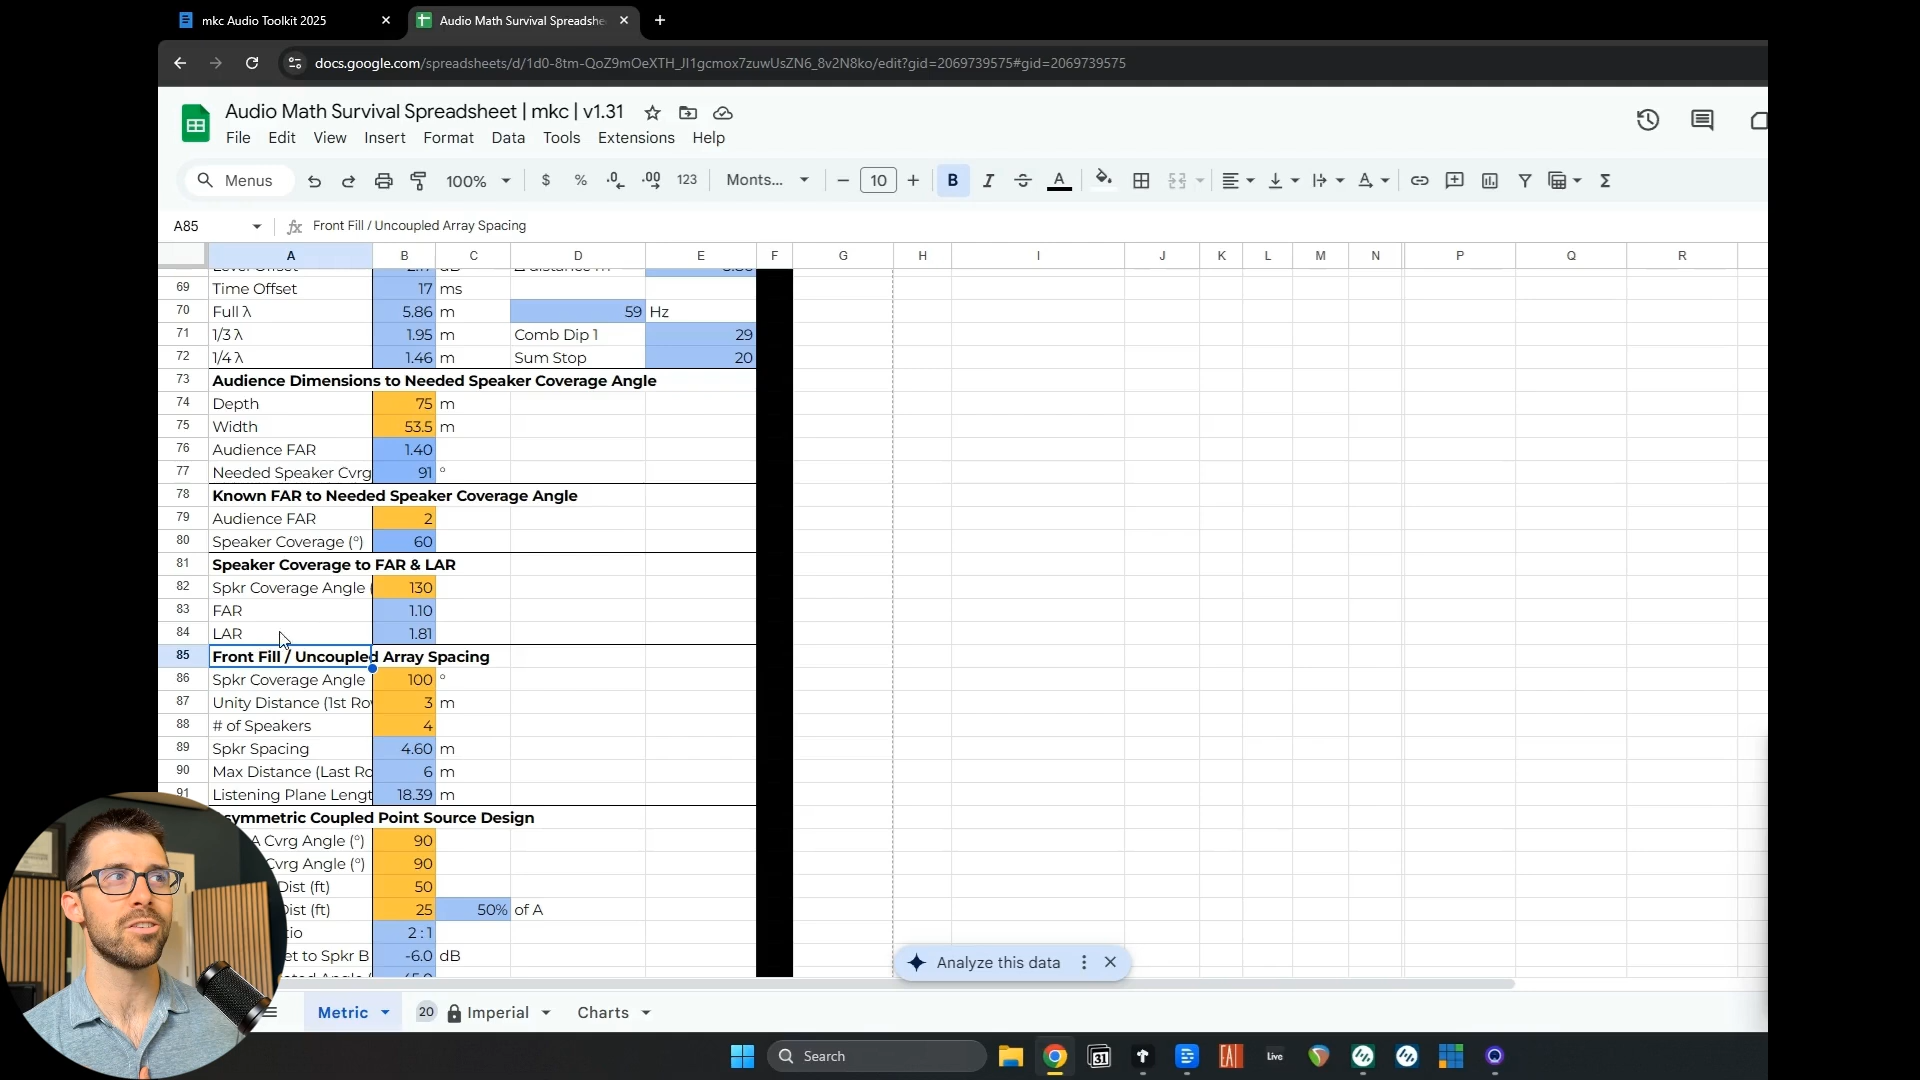 mkc Audio Toolkit 2025
Audio Math Survival Spreadshe
docs.google.com/spreadsheets/d/1d0-8tm-QoZ9mOeXTH_JI1gcmox7zuwUsZN6_8v2N8ko/edit?gid=2069739575#gid=2069739575
Audio Math Survival Spreadsheet | mkc | v1.31
File Edit View Insert Format Data Tools Extensions Help
Menus 100% $ % .0 .00 123 Monts... − 10 + B I S A
A85 fx Front Fill / Uncoupled Array Spacing
A B C D E F G H I J K L M N P Q R
69 Time Offset 17 ms
70 Full λ 5.86 m 59 Hz
71 1/3 λ 1.95 m Comb Dip 1 29
72 1/4 λ 1.46 m Sum Stop 20
73 Audience Dimensions to Needed Speaker Coverage Angle
74 Depth 75 m
75 Width 53.5 m
76 Audience FAR 1.40
77 Needed Speaker Cvrg 91 °
78 Known FAR to Needed Speaker Coverage Angle
79 Audience FAR 2
80 Speaker Coverage (°) 60
81 Speaker Coverage to FAR & LAR
82 Spkr Coverage Angle ( 130
83 FAR 1.10
84 LAR 1.81
85 Front Fill / Uncoupled Array Spacing
86 Spkr Coverage Angle 100 °
87 Unity Distance (1st Ro 3 m
88 # of Speakers 4
89 Spkr Spacing 4.60 m
90 Max Distance (Last Ro 6 m
91 Listening Plane Lengt 18.39 m
symmetric Coupled Point Source Design
A Cvrg Angle (°) 90
Cvrg Angle (°) 90
Dist (ft) 50
Dist (ft) 25 50% of A
tio 2 : 1
et to Spkr B -6.0 dB
Analyze this data
Metric 20 Imperial Charts
Search 31 EAI Live